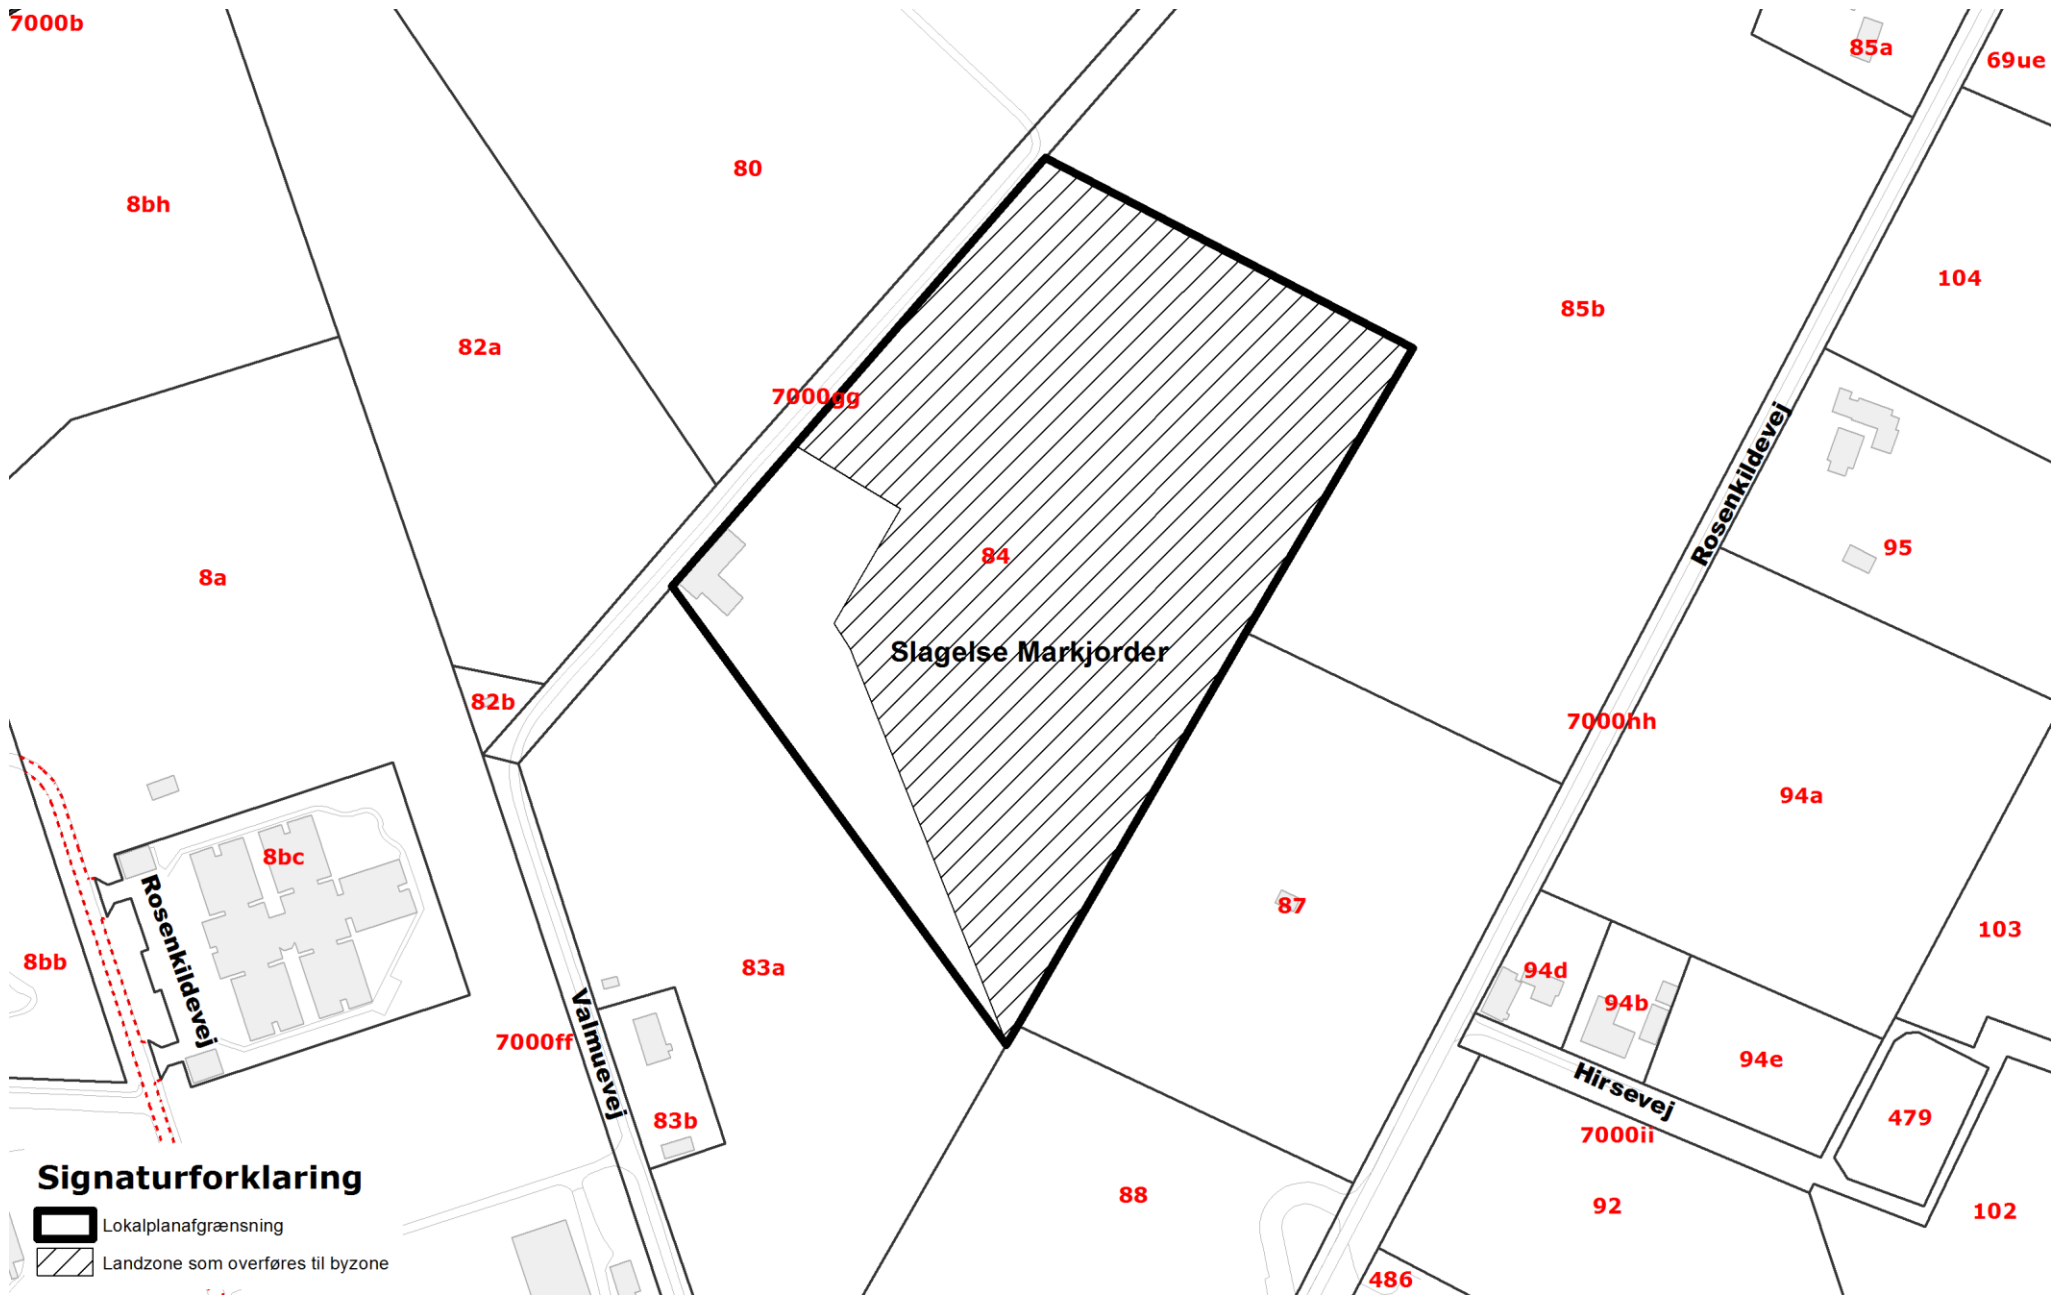 7000b
85a
69ue
80
8bh
104
85b
82a
7000gg
Rosenkildevej
95
84
8a
Slagelse Markjorder
82b
7000hh
94a
8bc
87
Rosenkildevej
103
8bb
83a
94d
94b
Valmuevej
7000ff
94e
Hirsevej
83b
479
7000ii
Signaturforklaring
88
92
102
Lokalplanafgrænsning
Landzone som overføres til byzone
486